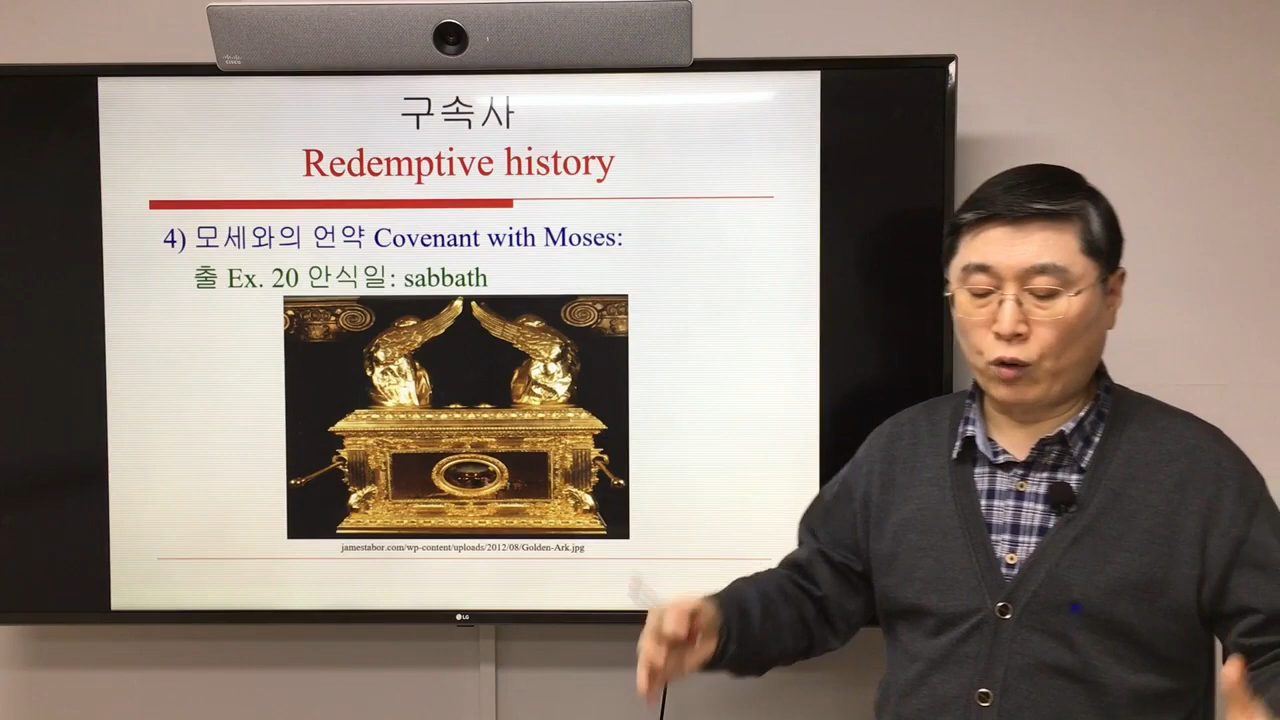 cisco
구속사
Redemptive history
4) 모세와의 언약 Covenant with Moses:
출 Ex. 20 안식일: sabbath
jamestabor.com/wp-content/uploads/2012/08/Golden-Ark.jpg
LG